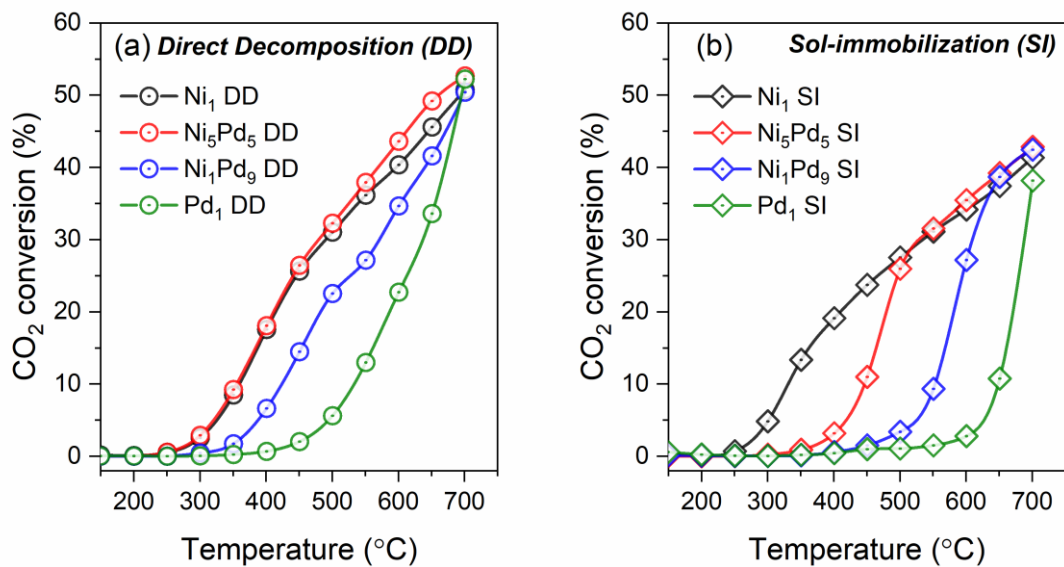 (a) Direct Decomposition (DD)
Ni₁ DD
Ni₅Pd₅ DD
Ni₁Pd₉ DD
Pd₁ DD
CO₂ conversion (%)
60
50
40
30
20
10
0
200 300 400 500 600 700
Temperature (°C)
(b) Sol-immobilization (SI)
Ni₁ SI
Ni₅Pd₅ SI
Ni₁Pd₉ SI
Pd₁ SI
CO₂ conversion (%)
60
50
40
30
20
10
0
200 300 400 500 600 700
Temperature (°C)